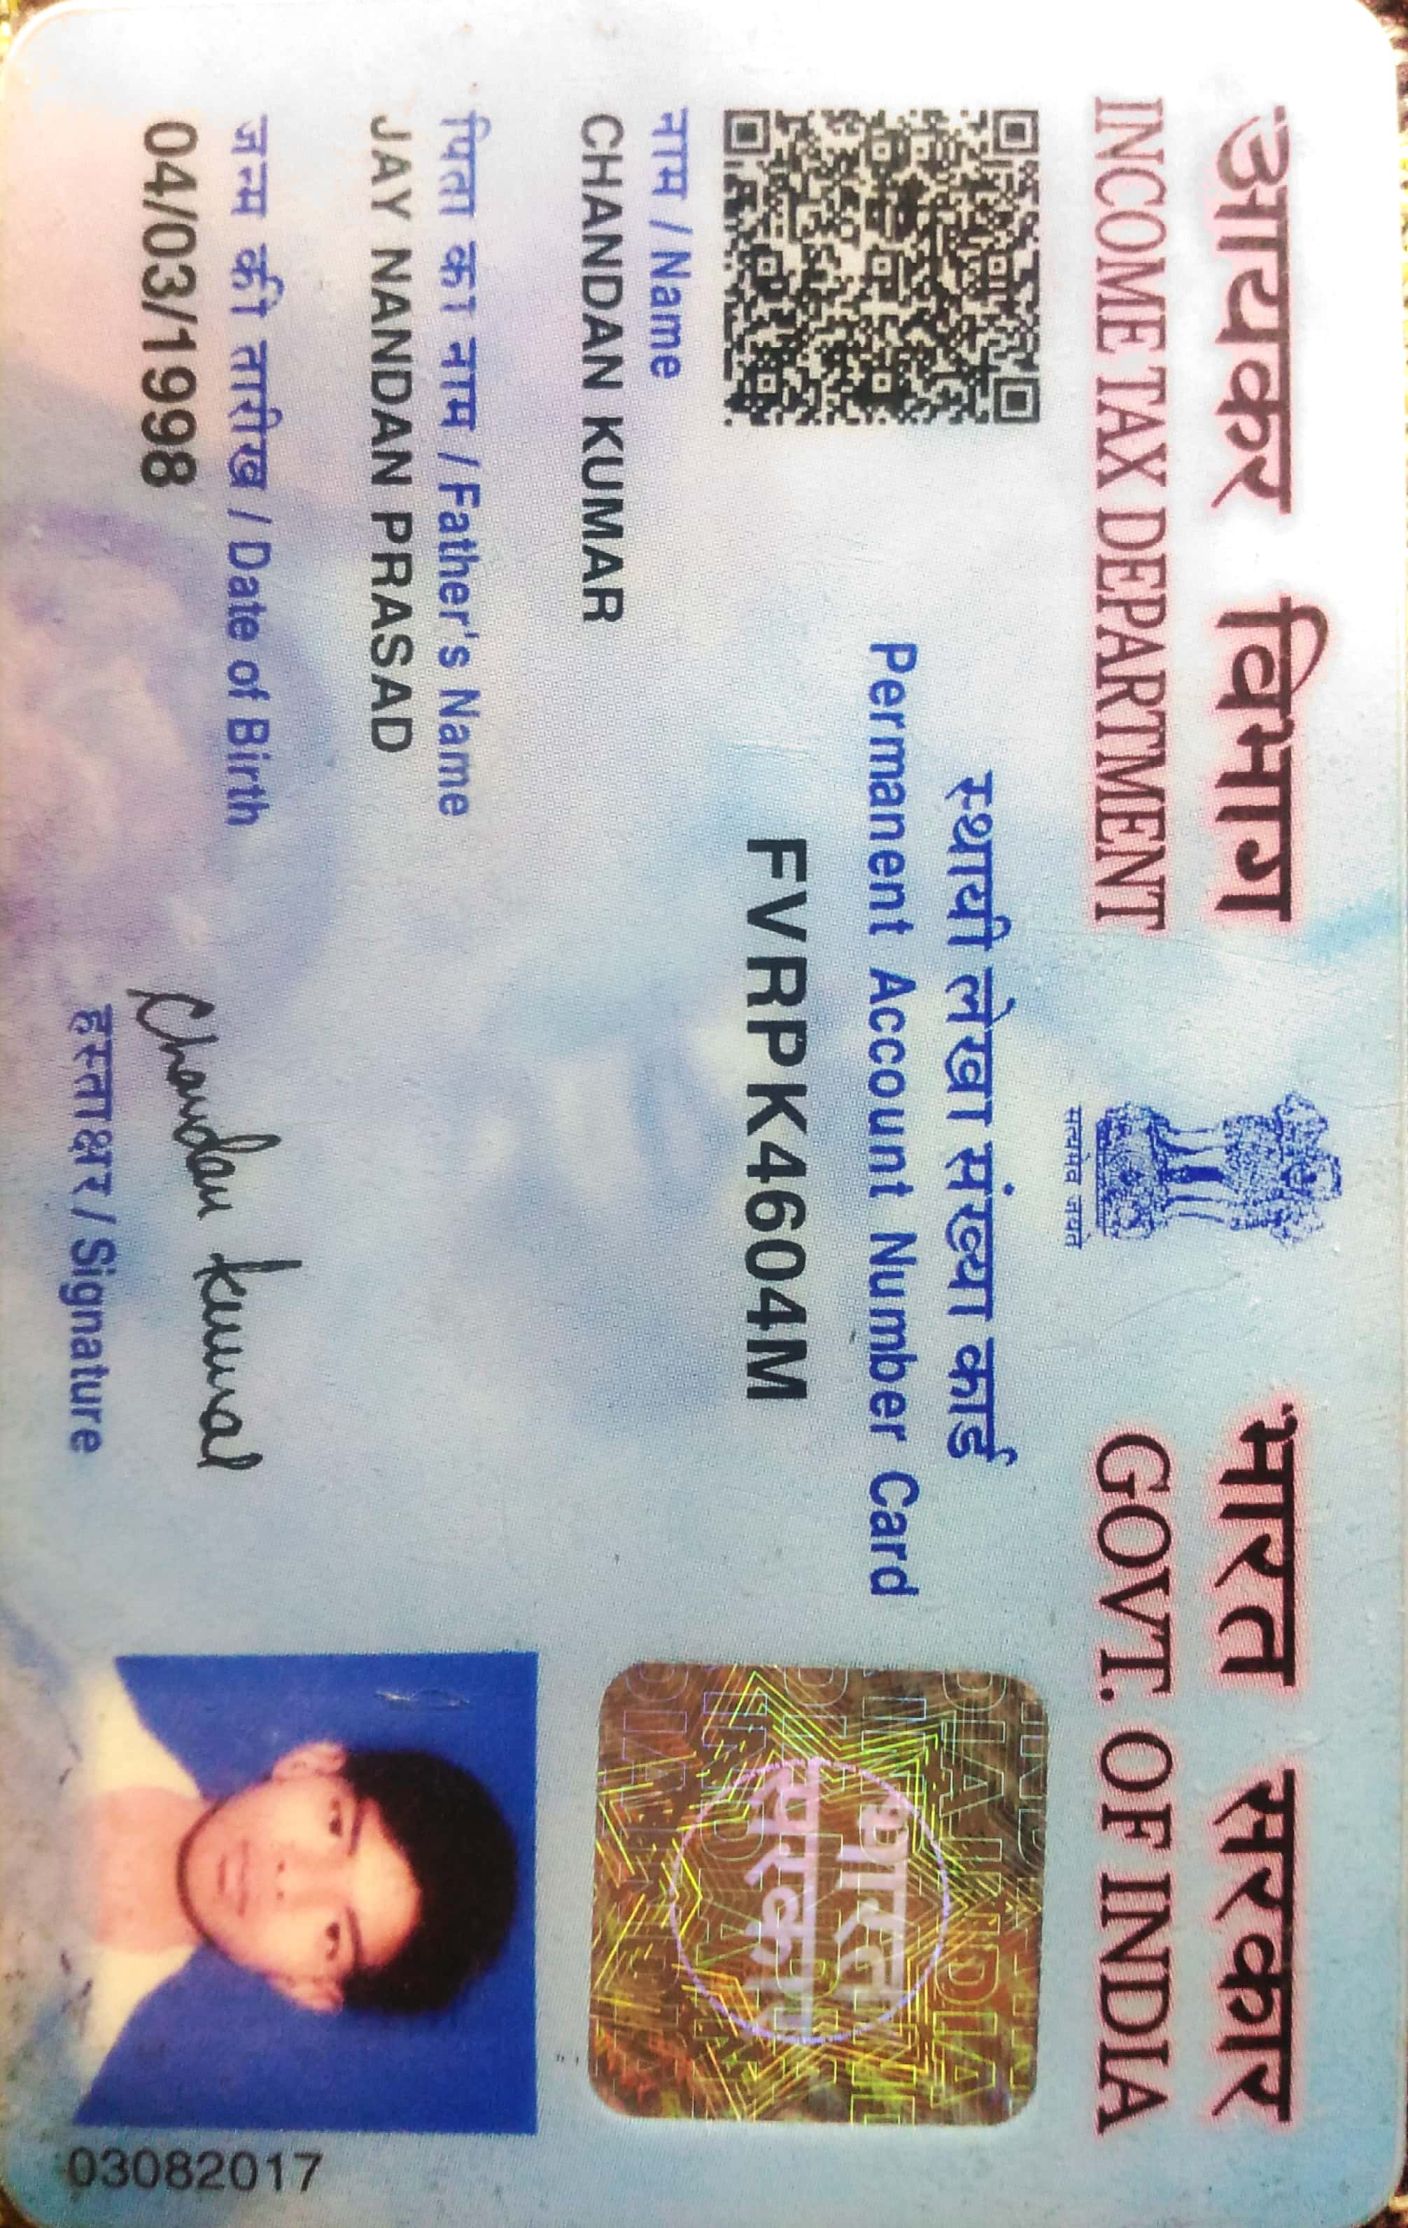 आयकर विभाग
INCOME TAX DEPARTMENT
सत्यमेव जयते
भारत सरकार
GOVT. OF INDIA
स्थायी लेखा संख्या कार्ड
Permanent Account Number Card
FVRPK4604M
भारत
सरकार
नाम / Name
CHANDAN KUMAR
पिता का नाम / Father's Name
JAY NANDAN PRASAD
जन्म की तारीख / Date of Birth
04/03/1998
Chandan Kumar
हस्ताक्षर / Signature
03082017